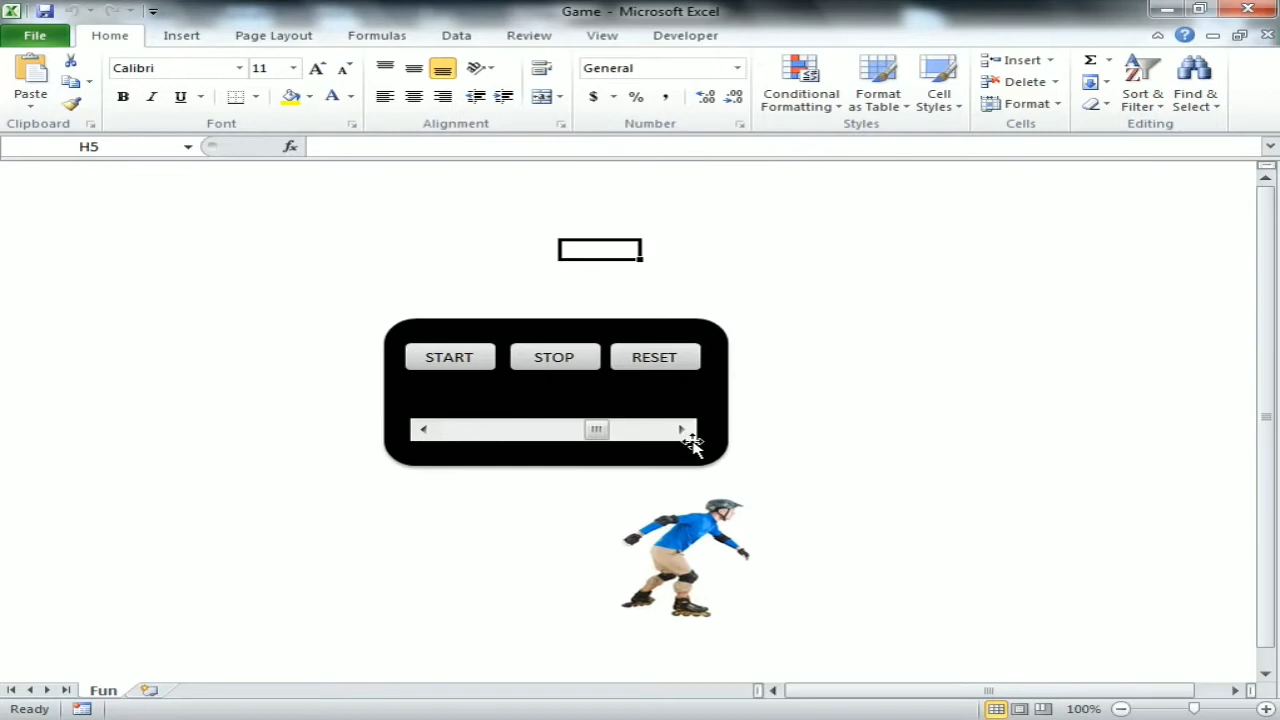 Game - Microsoft Excel
File Home Insert Page Layout Formulas Data Review View Developer
Paste
Clipboard
Calibri 11
B I U A
Font
Alignment
General
$ % ,
Number
Conditional Formatting
Format as Table
Cell Styles
Styles
Insert
Delete
Format
Cells
Σ
Sort & Filter
Find & Select
Editing
H5 fx
START STOP RESET
Fun
Ready 100%